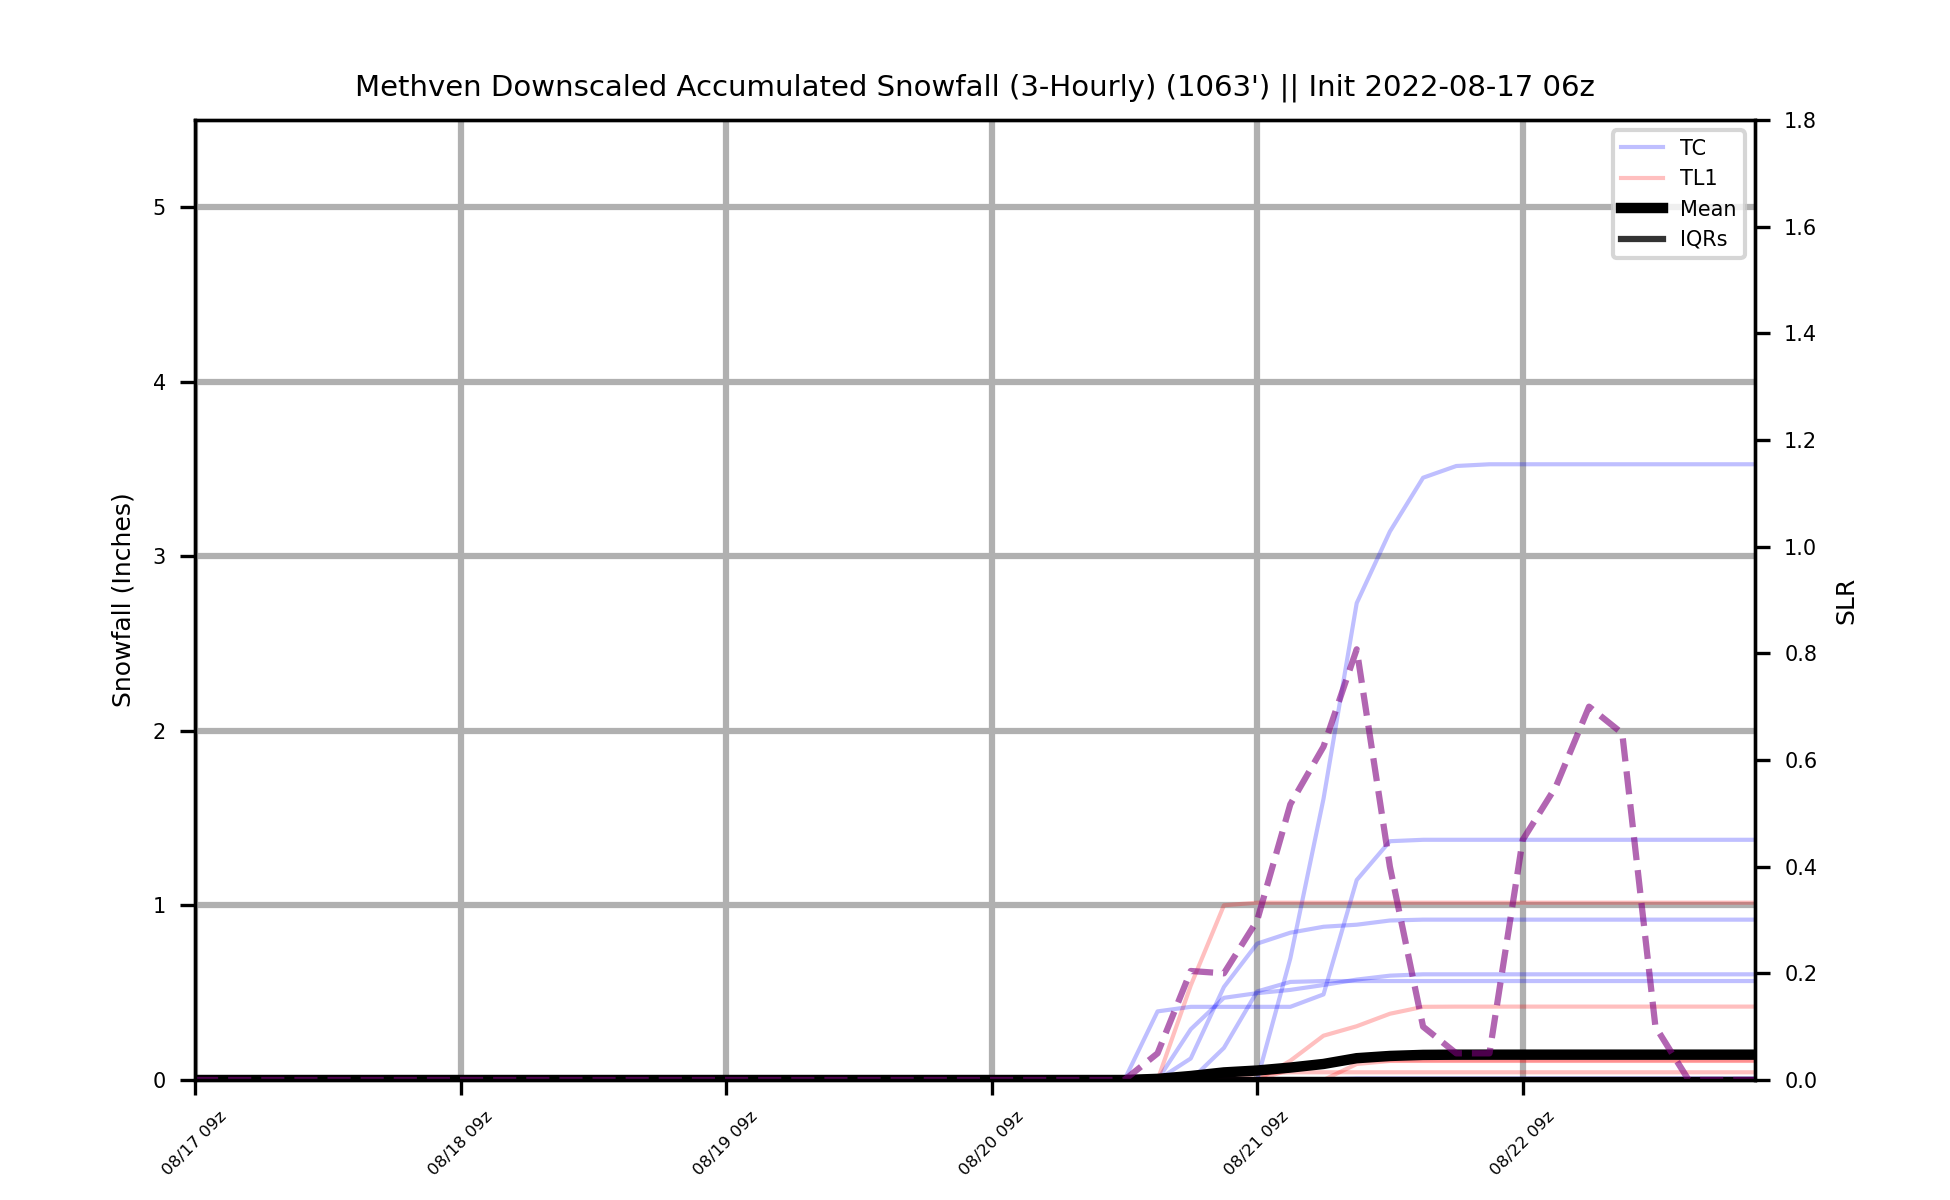 Methven Downscaled Accumulated Snowfall (3-Hourly) (1063') || Init 2022-08-17 06z
TC
TL1
Mean
IQRs
Snowfall (Inches)
5
4
3
2
1
0
1.8
1.6
1.4
1.2
1.0
0.8
0.6
0.4
0.2
0.0
SLR
08/17 09z
08/18 09z
08/19 09z
08/20 09z
08/21 09z
08/22 09z